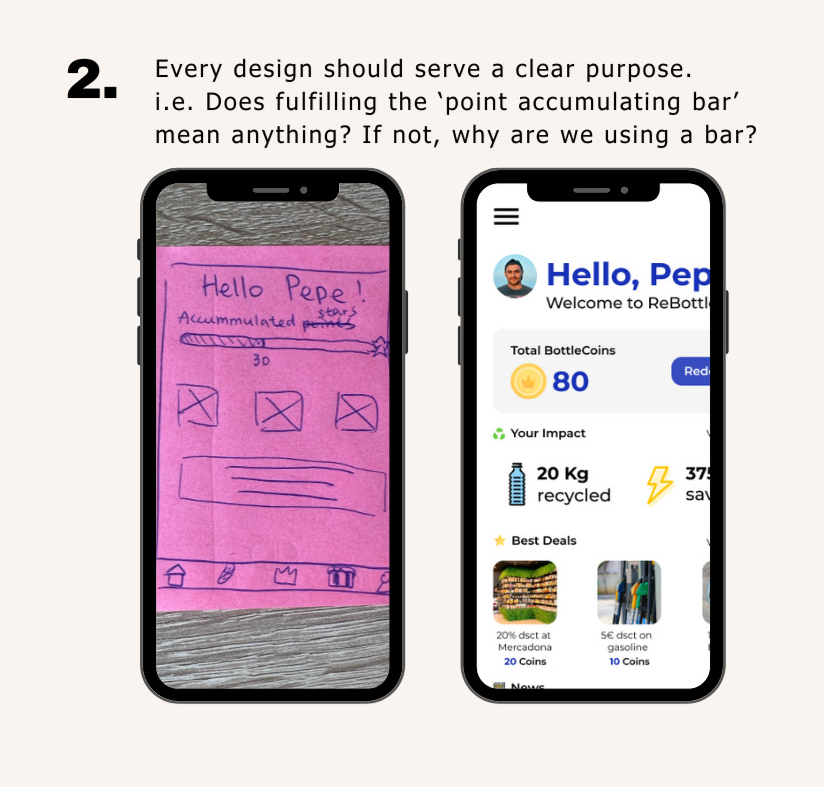 2.
Every design should serve a clear purpose.
i.e. Does fulfilling the ‘point accumulating bar’
mean anything? If not, why are we using a bar?
Hello Pepe!
stars
Accummulated points
30
Hello, Pep
Welcome to ReBottl
Total BottleCoins
80
Rede
Your Impact
20 Kg
recycled
375
sav
Best Deals
20% dsct at
Mercadona
20 Coins
5€ dsct on
gasoline
10 Coins
News